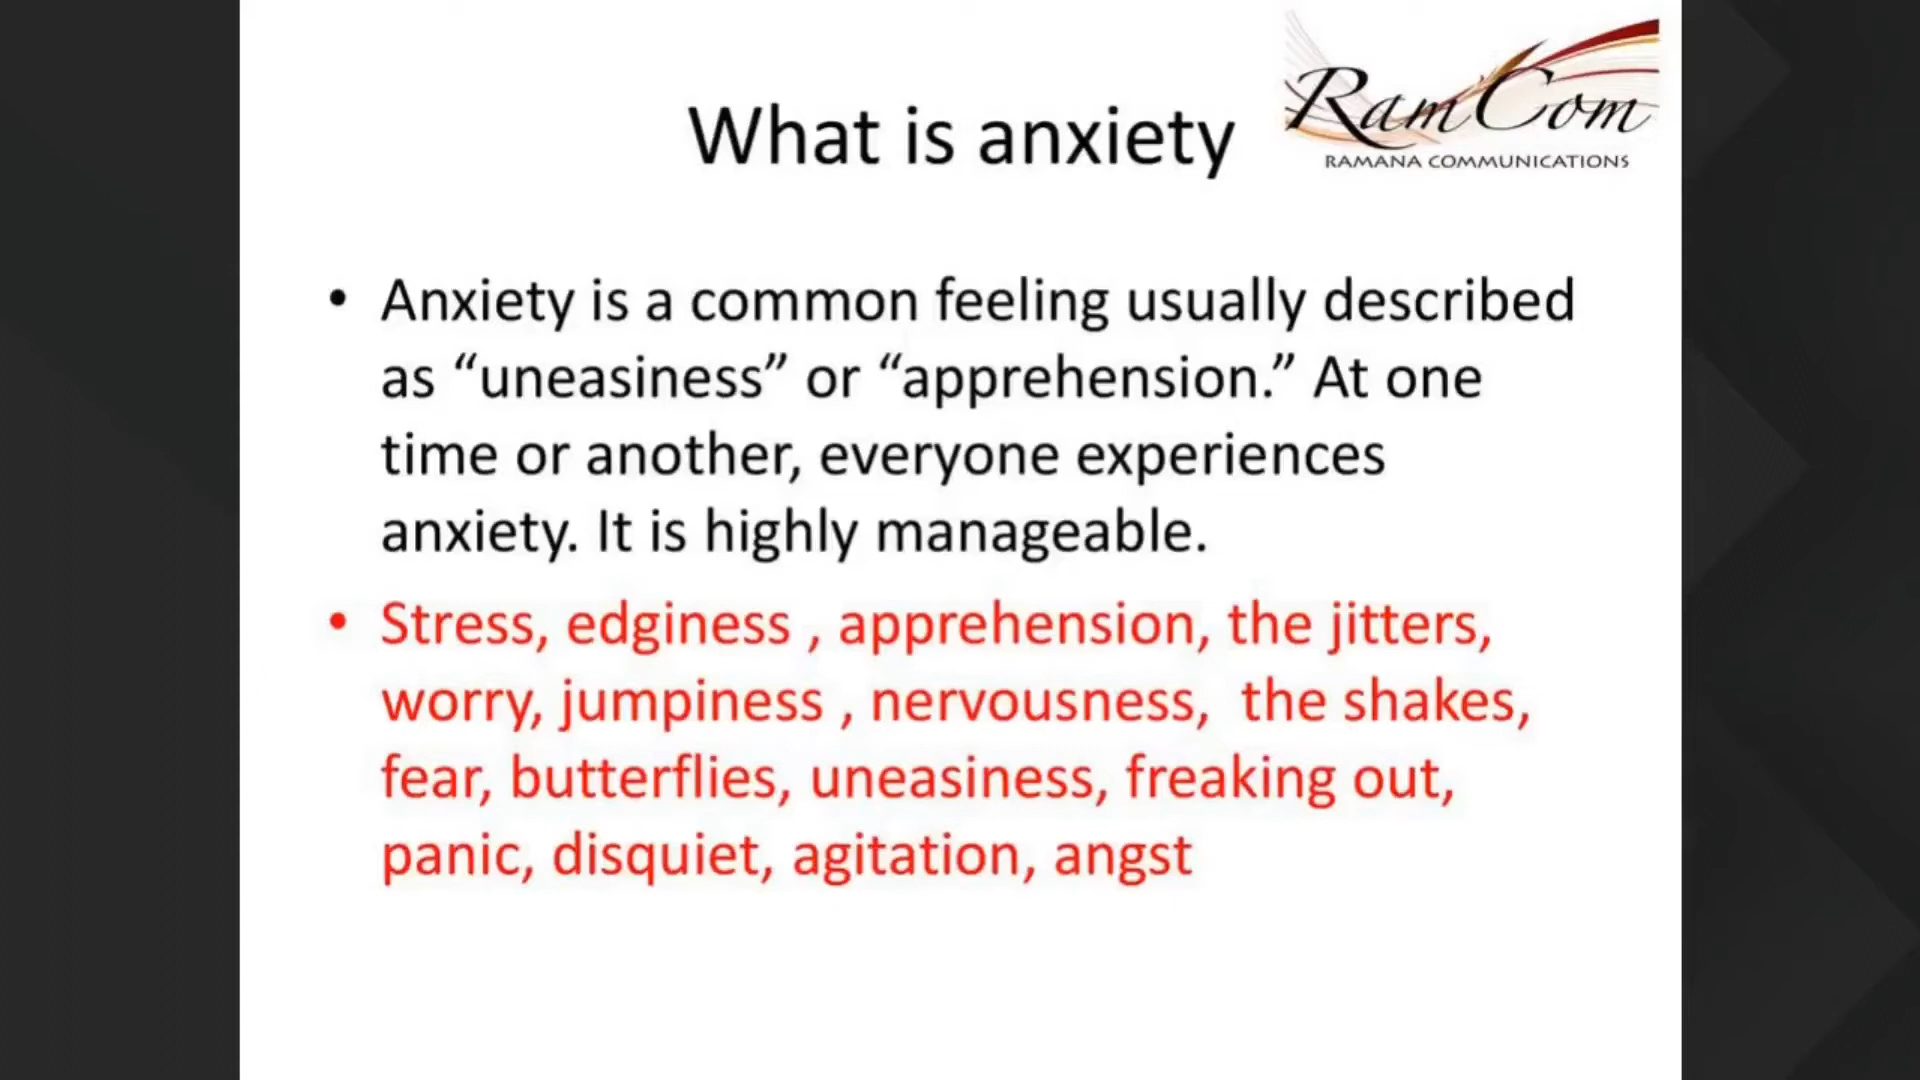 What is anxiety
RamCom
RAMANA COMMUNICATIONS
• Anxiety is a common feeling usually described
as “uneasiness” or “apprehension.” At one
time or another, everyone experiences
anxiety. It is highly manageable.
• Stress, edginess , apprehension, the jitters,
worry, jumpiness , nervousness,  the shakes,
fear, butterflies, uneasiness, freaking out,
panic, disquiet, agitation, angst